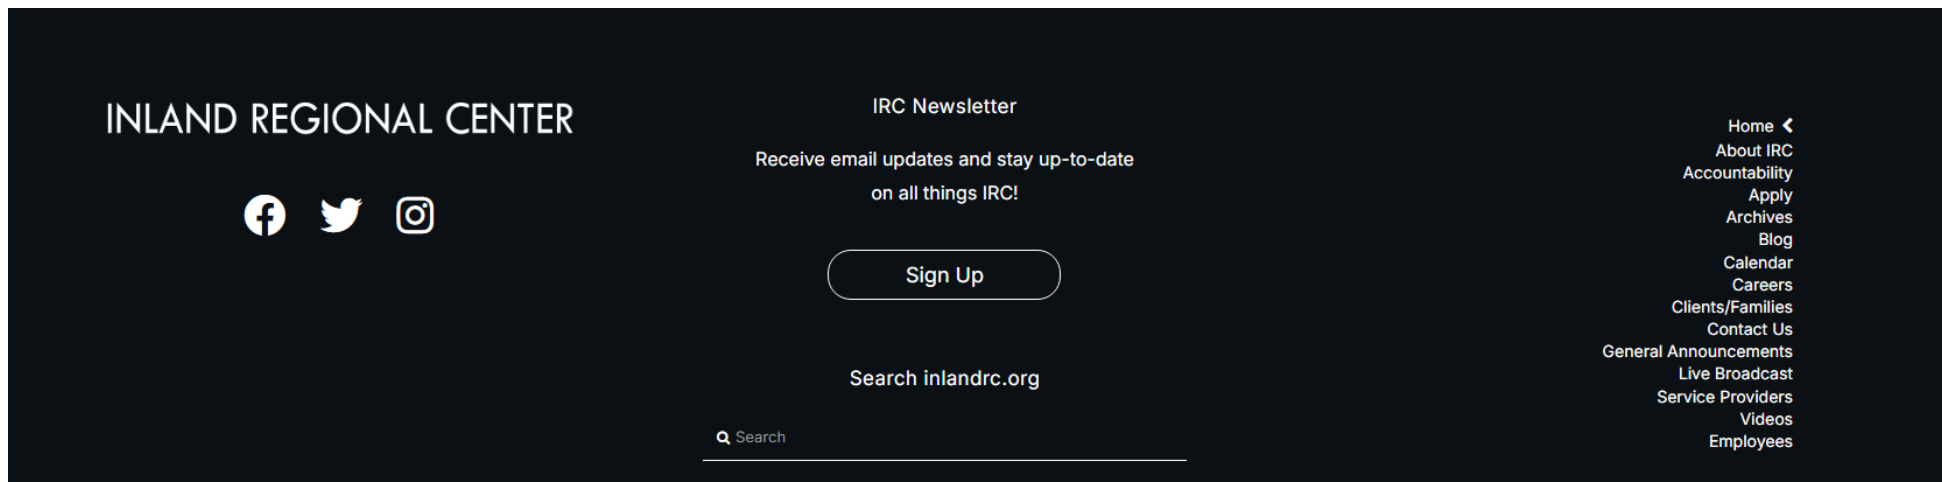 INLAND REGIONAL CENTER
IRC Newsletter
Receive email updates and stay up-to-date
on all things IRC!
Sign Up
Search inlandrc.org
Search
Home
About IRC
Accountability
Apply
Archives
Blog
Calendar
Careers
Clients/Families
Contact Us
General Announcements
Live Broadcast
Service Providers
Videos
Employees